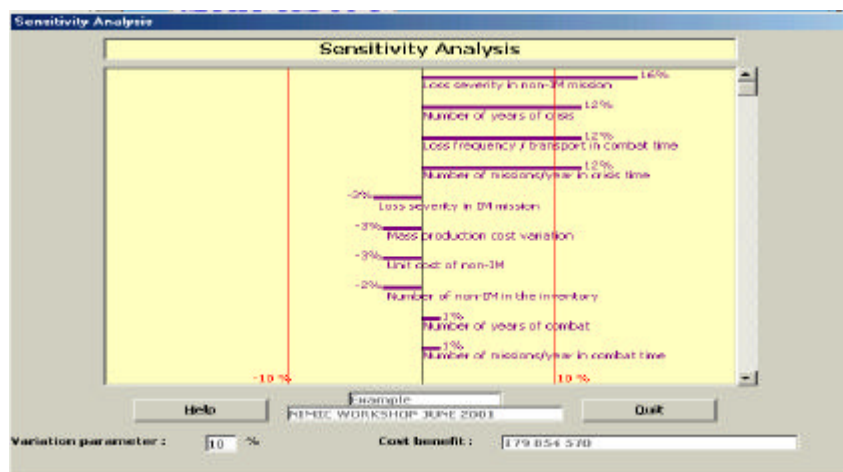 Sensitivity Analysis
Sensitivity Analysis
16%
Loss severity in non-IM mission
12%
Number of years of crisis
12%
Loss frequency / transport in combat time
12%
Number of missions/year in crisis time
-3%
Loss severity in IM mission
-3%
Mass production cost variation
-3%
Unit cost of non-IM
-2%
Number of non-IM in the inventory
1%
Number of years of combat
1%
Number of missions/year in combat time
-10 %
10 %
Help
Example
NIMIC WORKSHOP JUNE 2001
Quit
Variation parameter :
10 %
Cost benefit :
179 854 570